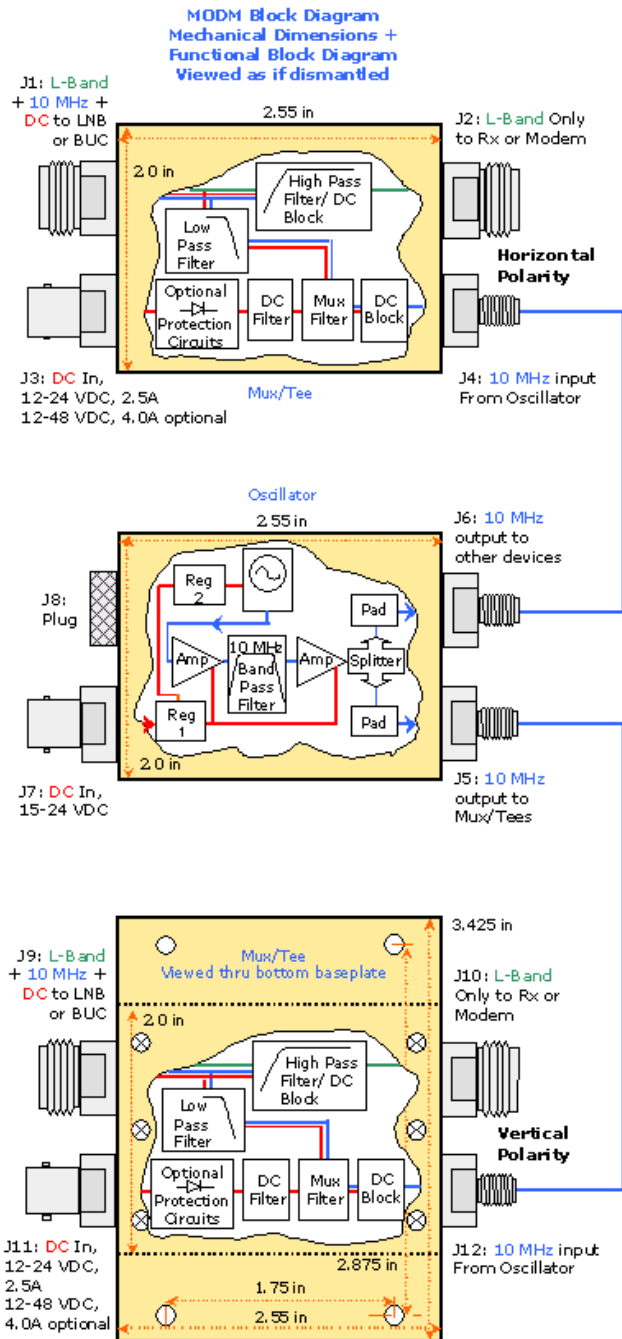 MODM Block Diagram
Mechanical Dimensions +
Functional Block Diagram
Viewed as if dismantled
J1: L-Band
+ 10 MHz +
DC to LNB
or BUC
2.55 in
J2: L-Band Only
to Rx or Modem
2.0 in
High Pass
Filter/ DC
Block
Low
Pass
Filter
Horizontal
Polarity
Optional
Protection
Circuits
DC
Filter
Mux
Filter
DC
Block
J3: DC In,
12-24 VDC, 2.5A
12-48 VDC, 4.0A optional
Mux/Tee
J4: 10 MHz input
From Oscillator
Oscillator
2.55 in
J6: 10 MHz
output to
other devices
J8:
Plug
Reg
2
Pad
Amp
10 MHz
Band
Pass
Filter
Amp
Splitter
Reg
1
Pad
2.0 in
J7: DC In,
15-24 VDC
J5: 10 MHz
output to
Mux/Tees
3.425 in
J9: L-Band
+ 10 MHz +
DC to LNB
or BUC
Mux/Tee
Viewed thru bottom baseplate
J10: L-Band
Only to Rx or
Modem
2.0 in
High Pass
Filter/ DC
Block
Low
Pass
Filter
Vertical
Polarity
Optional
Protection
Circuits
DC
Filter
Mux
Filter
DC
Block
J11: DC In,
12-24 VDC,
2.5A
12-48 VDC,
4.0A optional
2.875 in
J12: 10 MHz input
From Oscillator
1.75 in
2.55 in